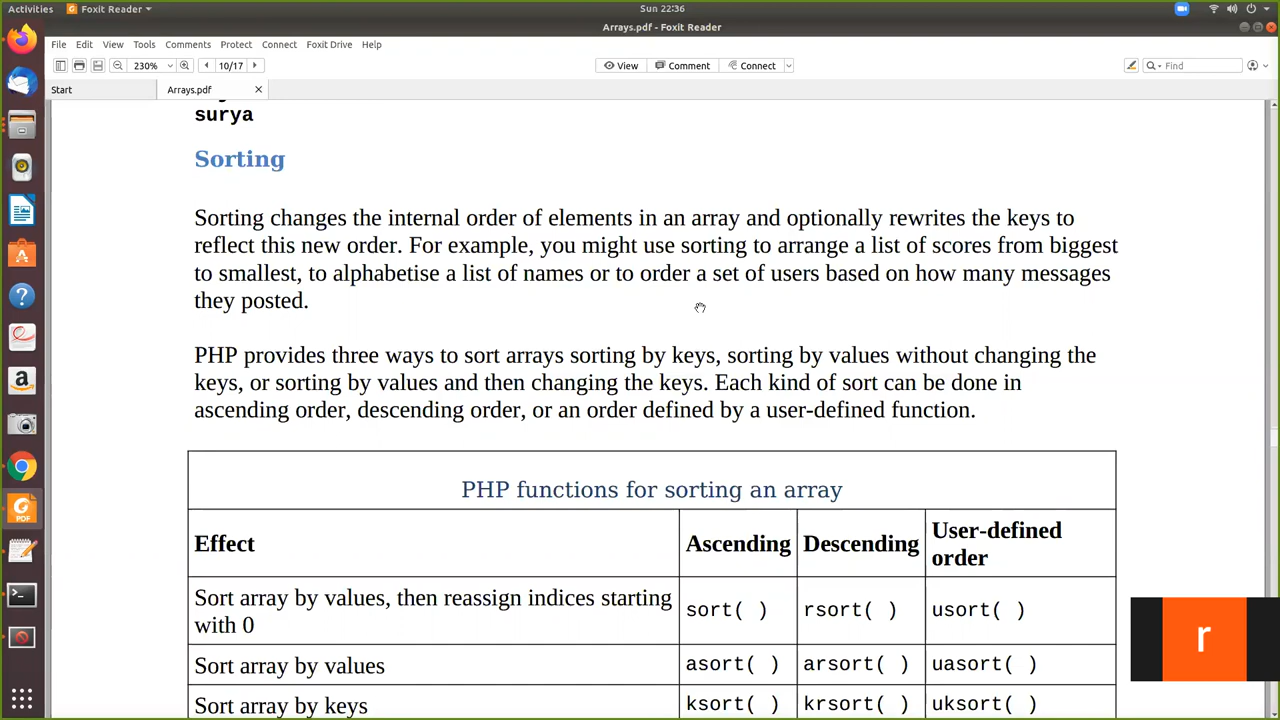 Activities Foxit Reader Sun 22:36
Arrays.pdf - Foxit Reader
File Edit View Tools Comments Protect Connect Foxit Drive Help
230% 10/17 View Comment Connect Find
Start Arrays.pdf
surya
Sorting
Sorting changes the internal order of elements in an array and optionally rewrites the keys to
reflect this new order. For example, you might use sorting to arrange a list of scores from biggest
to smallest, to alphabetise a list of names or to order a set of users based on how many messages
they posted.
PHP provides three ways to sort arrays sorting by keys, sorting by values without changing the
keys, or sorting by values and then changing the keys. Each kind of sort can be done in
ascending order, descending order, or an order defined by a user-defined function.
PHP functions for sorting an array
Effect Ascending Descending User-defined
order
Sort array by values, then reassign indices starting
with 0 sort( ) rsort( ) usort( )
Sort array by values asort( ) arsort( ) uasort( )
Sort array by keys ksort( ) krsort( ) uksort( )
r